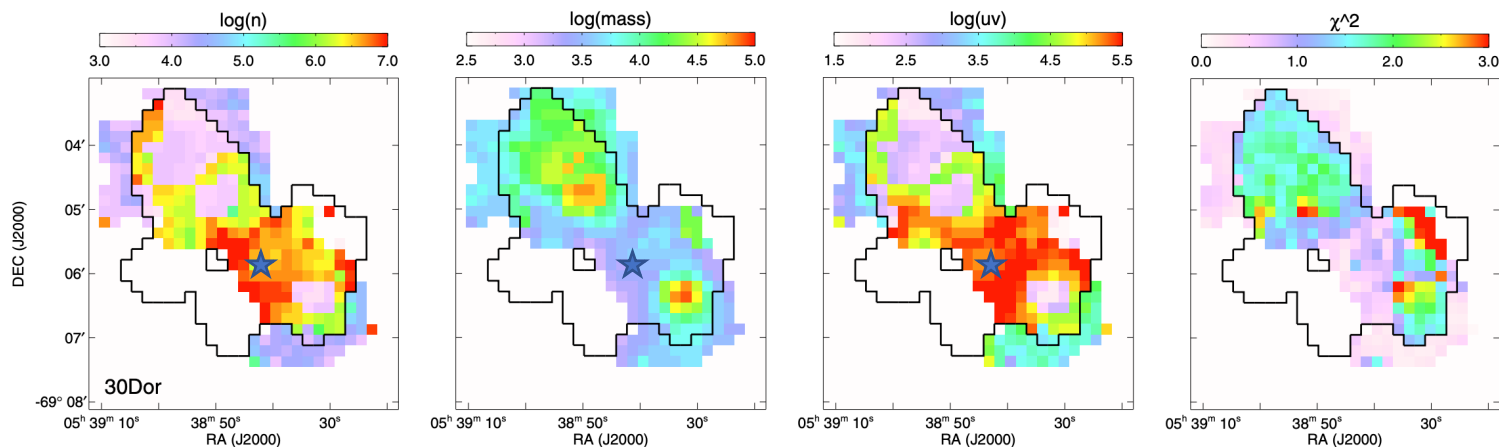 log(n)
3.0 4.0 5.0 6.0 7.0
log(mass)
2.5 3.0 3.5 4.0 4.5 5.0
log(uv)
1.5 2.5 3.5 4.5 5.5
χ^2
0.0 1.0 2.0 3.0
04′
05′
06′
07′
-69° 08′
DEC (J2000)
30Dor
05ʰ 39ᵐ 10ˢ 38ᵐ 50ˢ 30ˢ
RA (J2000)
05ʰ 39ᵐ 10ˢ 38ᵐ 50ˢ 30ˢ
RA (J2000)
05ʰ 39ᵐ 10ˢ 38ᵐ 50ˢ 30ˢ
RA (J2000)
05ʰ 39ᵐ 10ˢ 38ᵐ 50ˢ 30ˢ
RA (J2000)